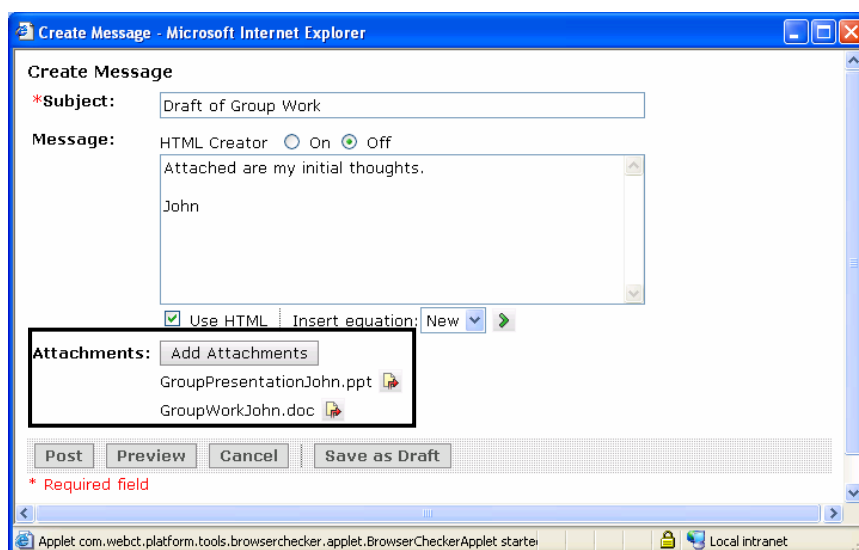 Create Message - Microsoft Internet Explorer
Create Message
*Subject: Draft of Group Work
Message: HTML Creator On Off
Attached are my initial thoughts.
John
Use HTML Insert equation: New
Attachments: Add Attachments
GroupPresentationJohn.ppt
GroupWorkJohn.doc
Post Preview Cancel Save as Draft
* Required field
Applet com.webct.platform.tools.browserchecker.applet.BrowserCheckerApplet starte Local intranet